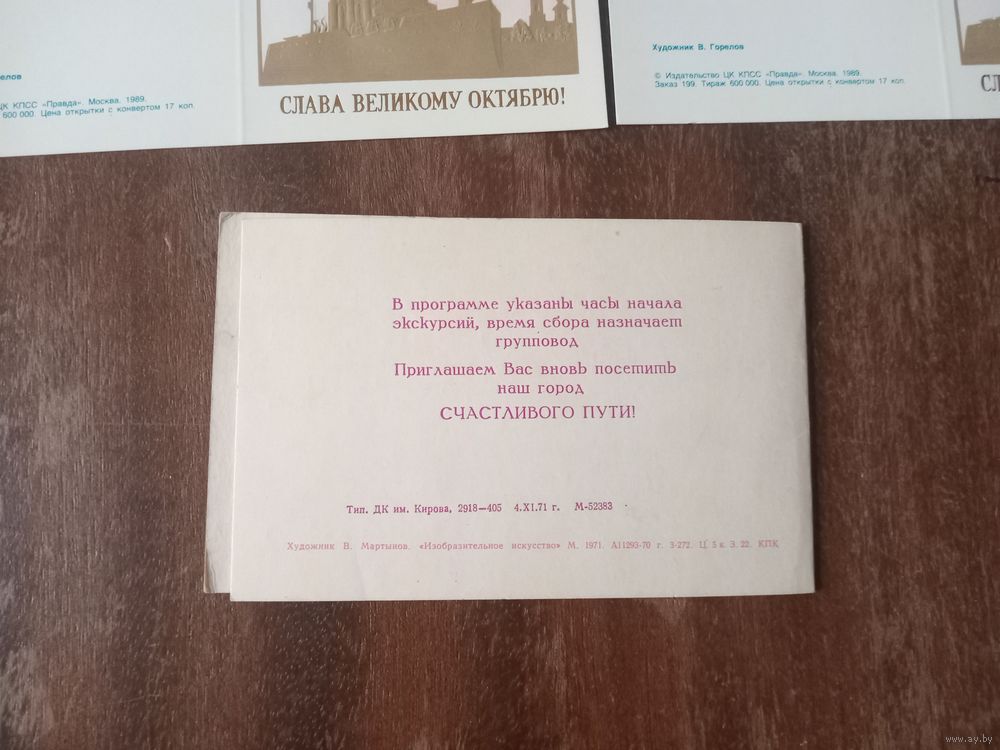 СЛАВА ВЕЛИКОМУ ОКТЯБРЮ!
ЦК КПСС «Правда». Москва. 1989.
600 000. Цена открытки с конвертом 17 коп.
Художник В. Горелов
© Издательство ЦК КПСС «Правда». Москва. 1989.
Заказ 199. Тираж 600 000. Цена открытки с конвертом 17 коп.
В программе указаны часы начала
экскурсий, время сбора назначает
групповод
Приглашаем Вас вновь посетить
наш город
СЧАСТЛИВОГО ПУТИ!
Тип. ДК им. Кирова, 2918—405 4.XI.71 г. М-52383
Художник В. Мартынов. «Изобразительное искусство» М. 1971. А11293-70 г. 3-272. Ц. 5 к. З. 22. КПК
www.ay.by